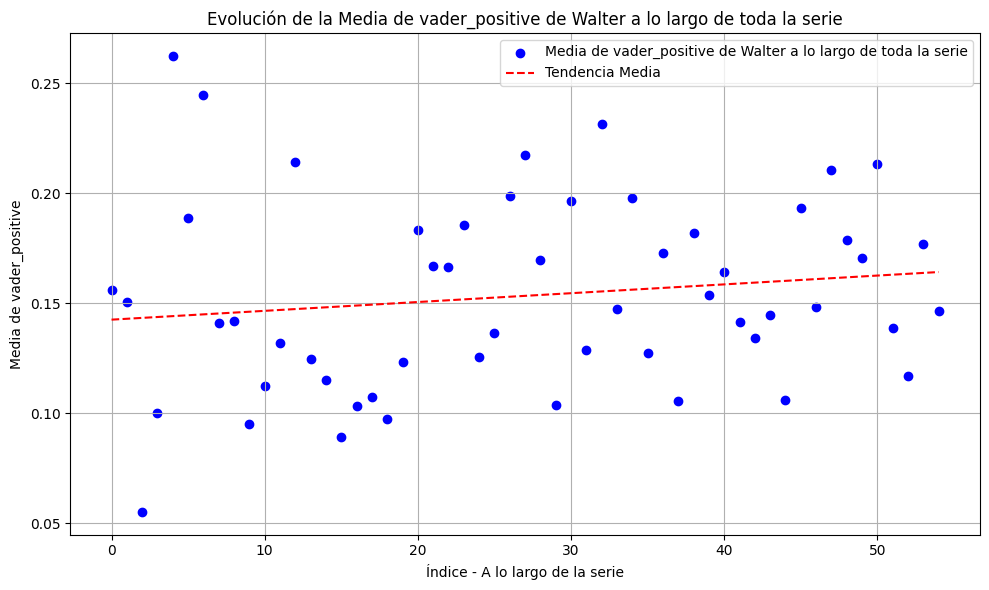 Evolución de la Media de vader_positive de Walter a lo largo de toda la serie
Media de vader_positive de Walter a lo largo de toda la serie
Tendencia Media
Media de vader_positive
0.25
0.20
0.15
0.10
0.05
0 10 20 30 40 50
Índice - A lo largo de la serie